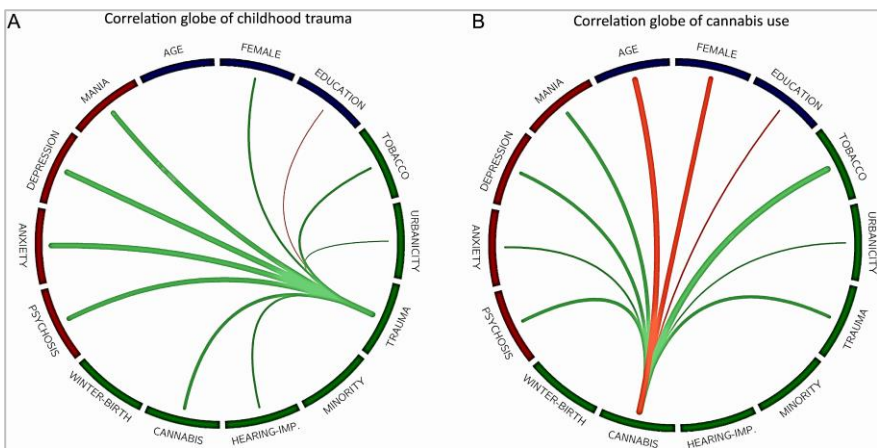 A
Correlation globe of childhood trauma
AGE
FEMALE
EDUCATION
TOBACCO
URBANICITY
TRAUMA
MINORITY
HEARING-IMP.
CANNABIS
WINTER-BIRTH
PSYCHOSIS
ANXIETY
DEPRESSION
MANIA
B
Correlation globe of cannabis use
AGE
FEMALE
EDUCATION
TOBACCO
URBANICITY
TRAUMA
MINORITY
HEARING-IMP.
CANNABIS
WINTER-BIRTH
PSYCHOSIS
ANXIETY
DEPRESSION
MANIA